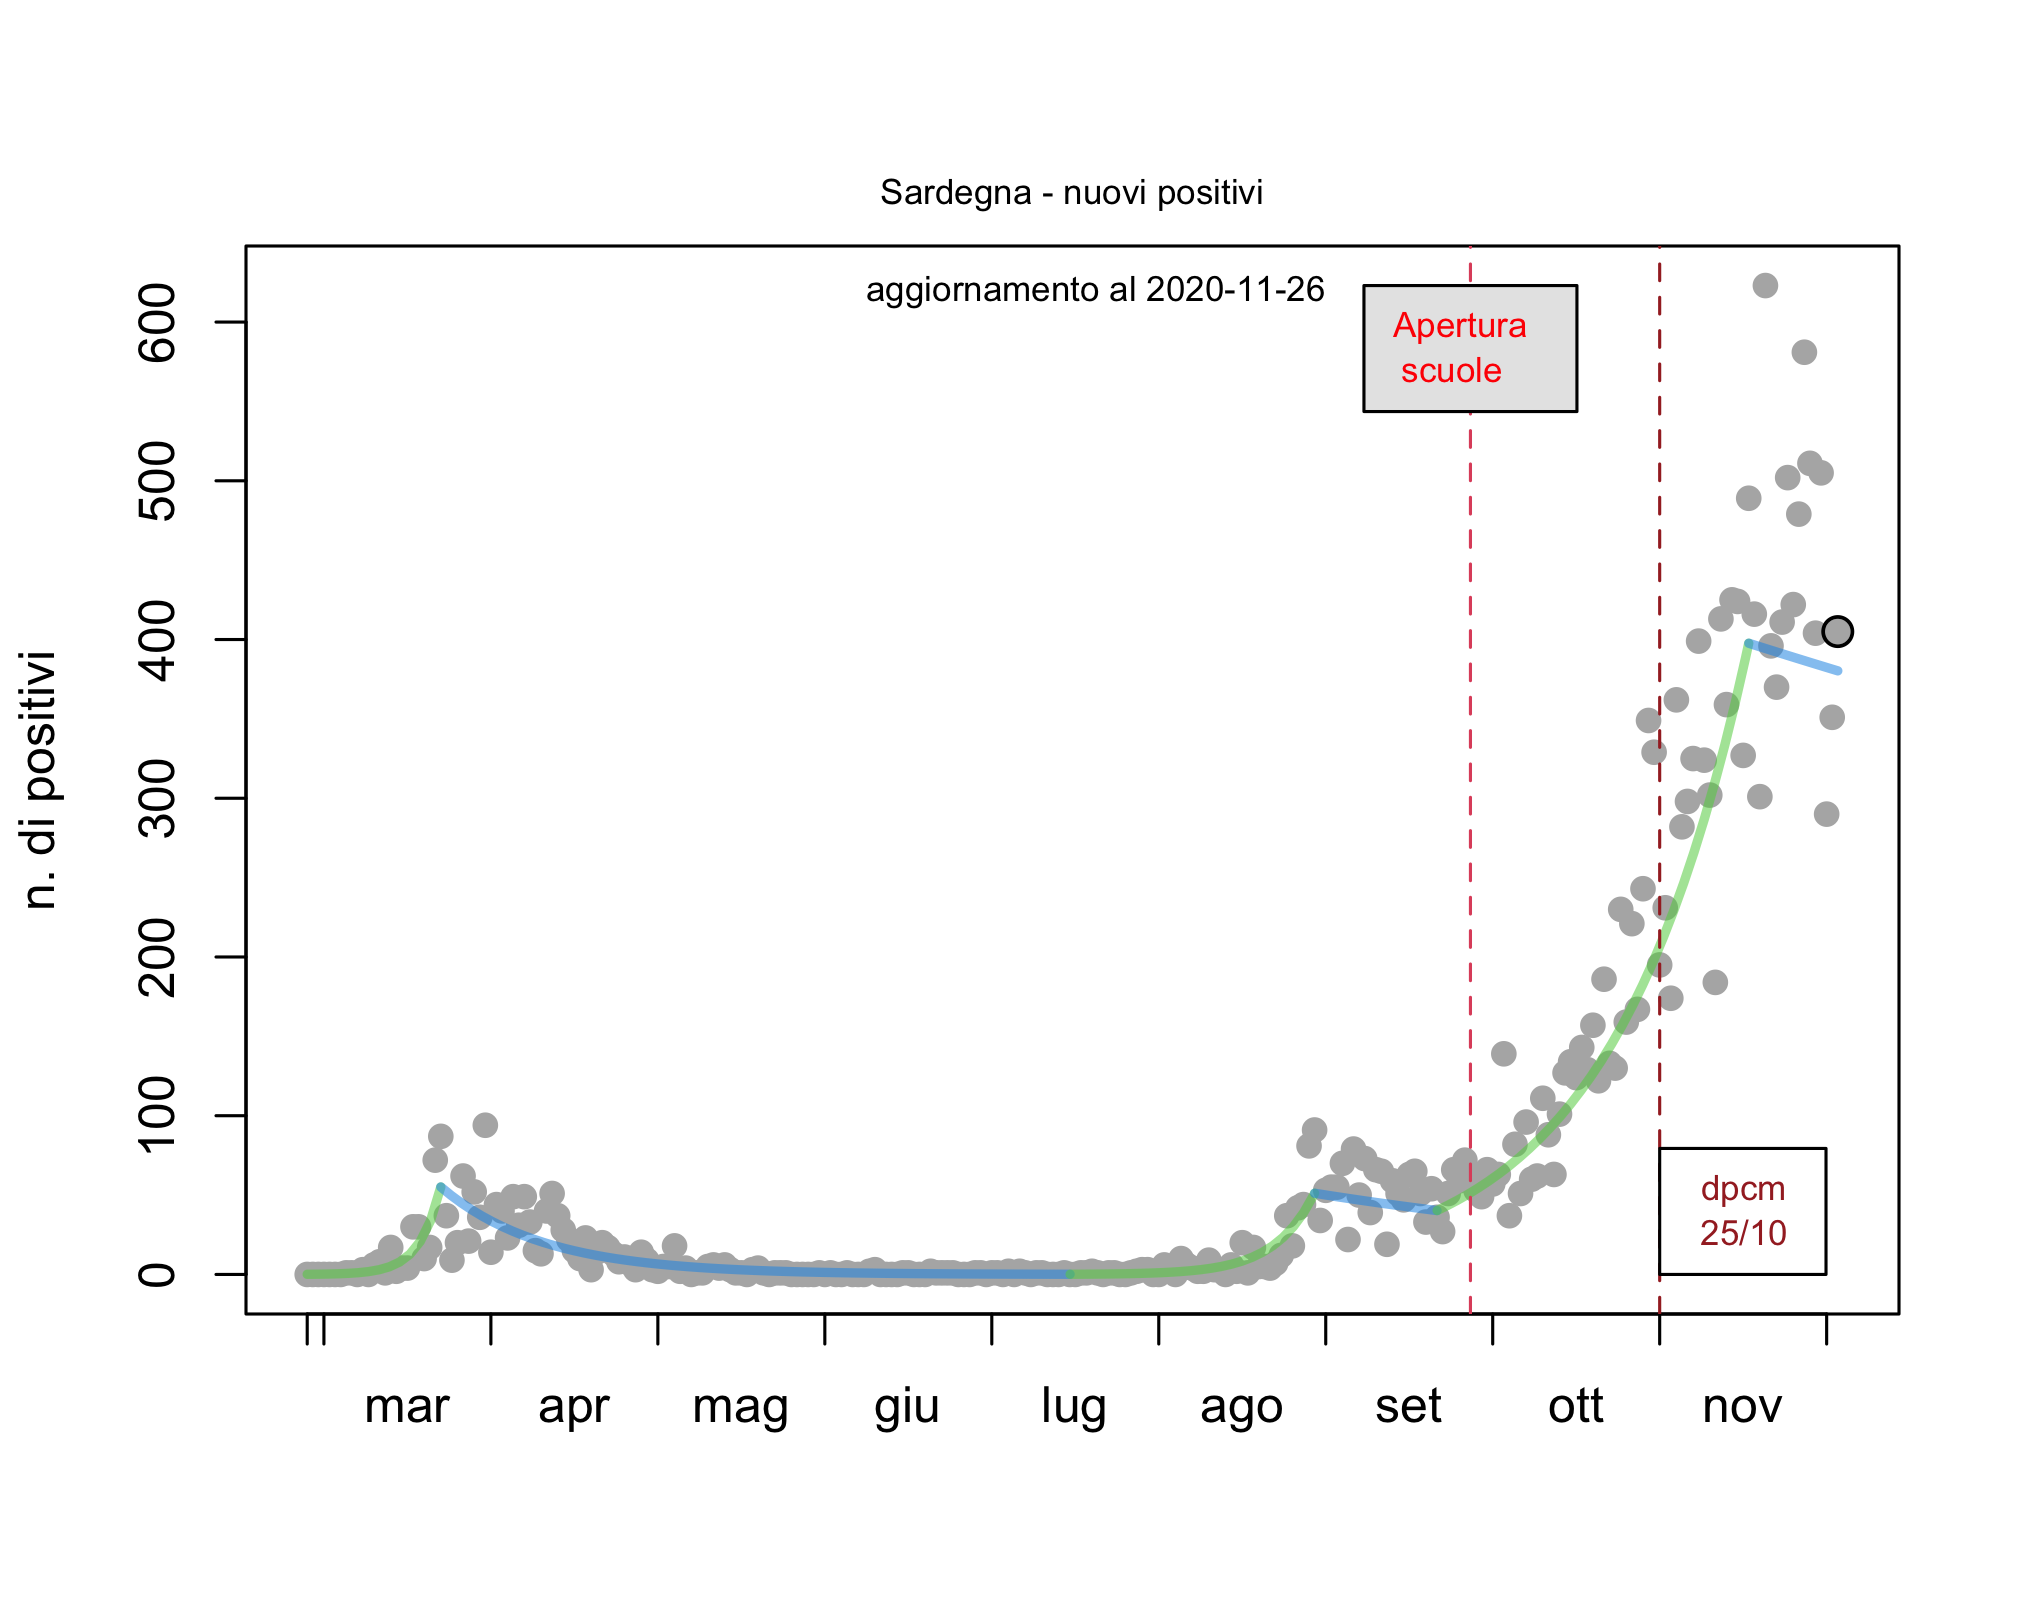 Sardegna - nuovi positivi
aggiornamento al 2020-11-26
Apertura
scuole
n. di positivi
600
500
400
300
200
100
0
dpcm
25/10
mar apr mag giu lug ago set ott nov